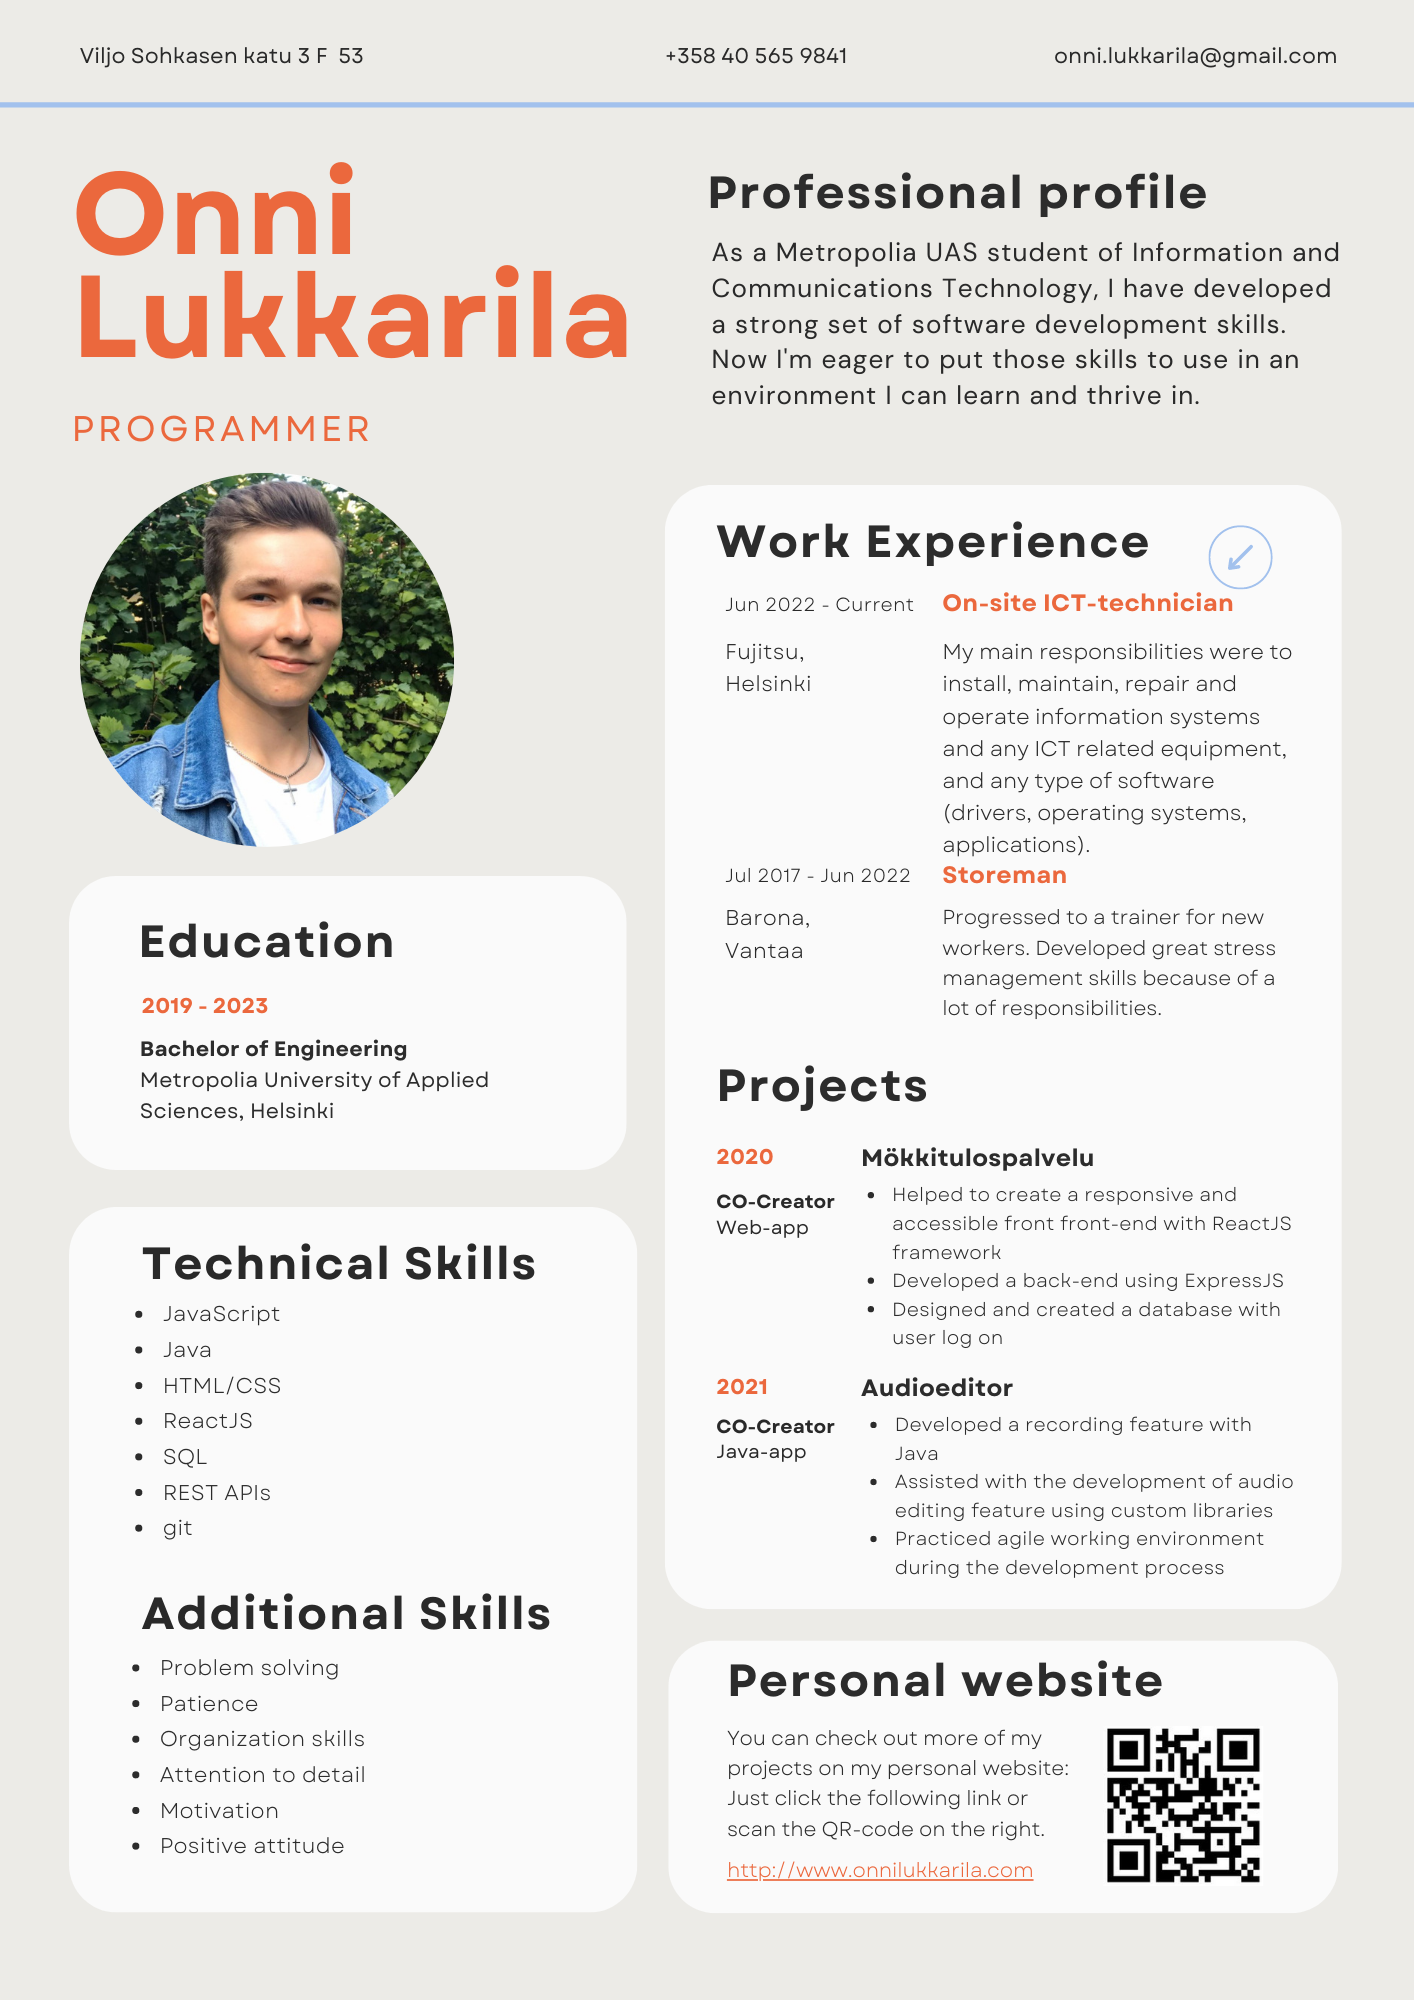 Viljo Sohkasen katu 3 F  53
+358 40 565 9841
onni.lukkarila@gmail.com
Onni
Lukkarila
PROGRAMMER
Professional profile
As a Metropolia UAS student of Information and
Communications Technology, I have developed
a strong set of software development skills.
Now I'm eager to put those skills to use in an
environment I can learn and thrive in.
Education
2019 - 2023
Bachelor of Engineering
Metropolia University of Applied
Sciences, Helsinki
Technical Skills
• JavaScript
• Java
• HTML/CSS
• ReactJS
• SQL
• REST APIs
• git
Additional Skills
• Problem solving
• Patience
• Organization skills
• Attention to detail
• Motivation
• Positive attitude
Work Experience
Jun 2022 - Current
On-site ICT-technician
Fujitsu,
Helsinki
My main responsibilities were to
install, maintain, repair and
operate information systems
and any ICT related equipment,
and any type of software
(drivers, operating systems,
applications).
Jul 2017 - Jun 2022
Storeman
Barona,
Vantaa
Progressed to a trainer for new
workers. Developed great stress
management skills because of a
lot of responsibilities.
Projects
2020
Mökkitulospalvelu
CO-Creator
Web-app
• Helped to create a responsive and
accessible front front-end with ReactJS
framework
• Developed a back-end using ExpressJS
• Designed and created a database with
user log on
2021
Audioeditor
CO-Creator
Java-app
• Developed a recording feature with
Java
• Assisted with the development of audio
editing feature using custom libraries
• Practiced agile working environment
during the development process
Personal website
You can check out more of my
projects on my personal website:
Just click the following link or
scan the QR-code on the right.
http://www.onnilukkarila.com